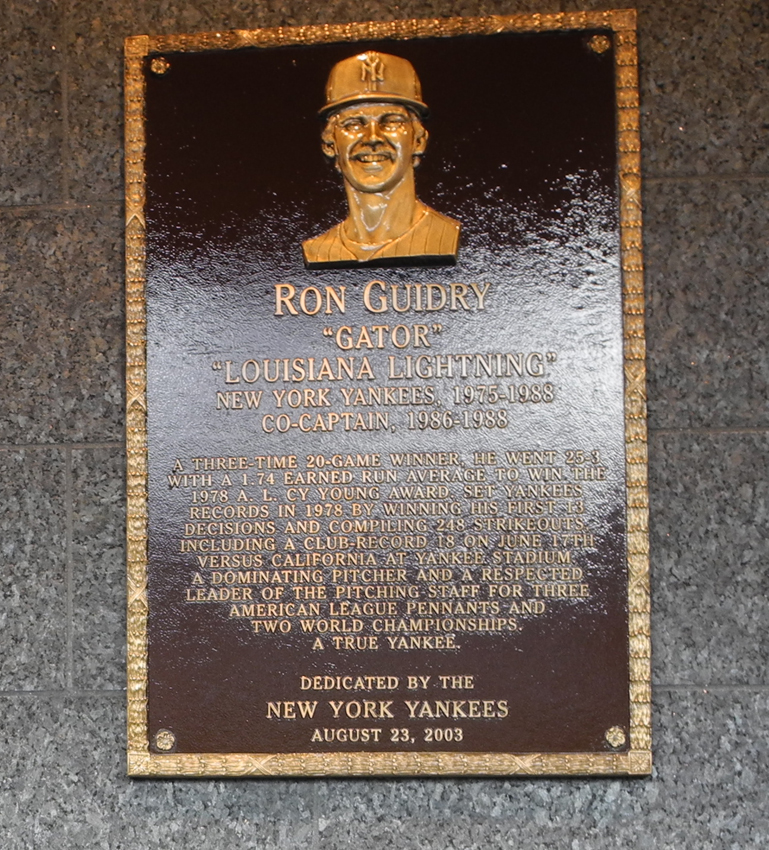 NY
RON GUIDRY
"GATOR"
"LOUISIANA LIGHTNING"
NEW YORK YANKEES, 1975-1988
CO-CAPTAIN, 1986-1988
A THREE-TIME 20-GAME WINNER, HE WENT 25-3
WITH A 1.74 EARNED RUN AVERAGE TO WIN THE
1978 A. L. CY YOUNG AWARD. SET YANKEES
RECORDS IN 1978 BY WINNING HIS FIRST 13
DECISIONS AND COMPILING 248 STRIKEOUTS,
INCLUDING A CLUB-RECORD 18 ON JUNE 17TH
VERSUS CALIFORNIA AT YANKEE STADIUM.
A DOMINATING PITCHER AND A RESPECTED
LEADER OF THE PITCHING STAFF FOR THREE
AMERICAN LEAGUE PENNANTS AND
TWO WORLD CHAMPIONSHIPS.
A TRUE YANKEE.
DEDICATED BY THE
NEW YORK YANKEES
AUGUST 23, 2003